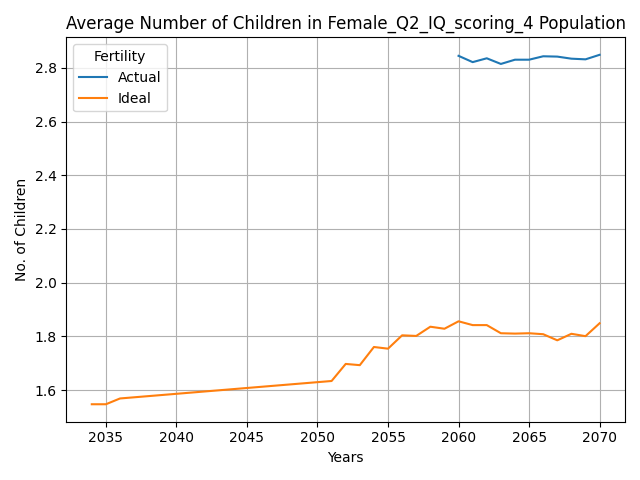 Average Number of Children in Female_Q2_IQ_scoring_4 Population
Fertility
Actual
Ideal
No. of Children
2.8
2.6
2.4
2.2
2.0
1.8
1.6
2035 2040 2045 2050 2055 2060 2065 2070
Years